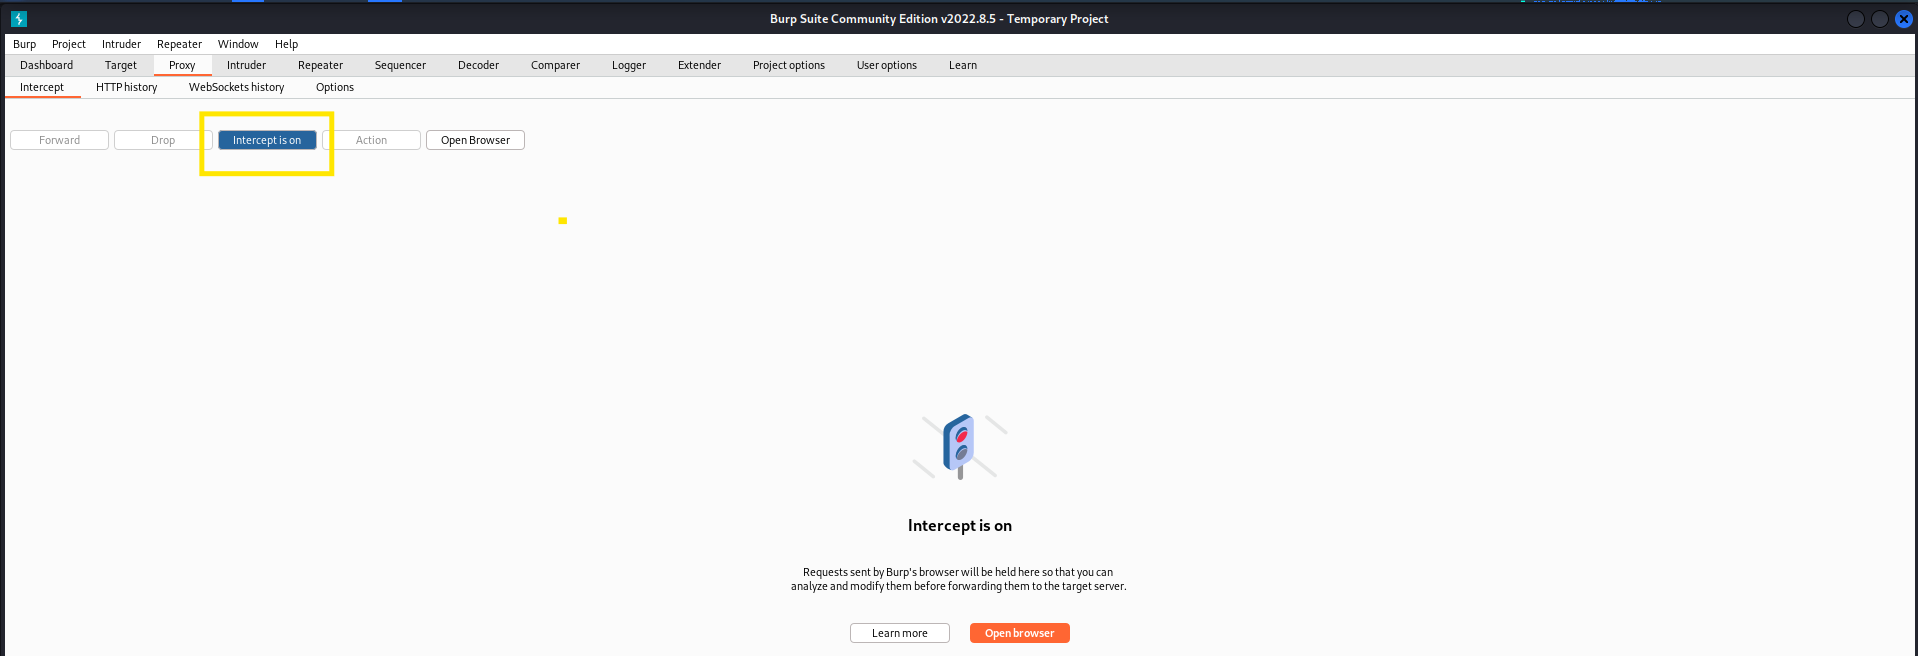 Burp Suite Community Edition v2022.8.5 - Temporary Project
Burp Project Intruder Repeater Window Help
Dashboard Target Proxy Intruder Repeater Sequencer Decoder Comparer Logger Extender Project options User options Learn
Intercept HTTP history WebSockets history Options
Forward Drop Intercept is on Action Open Browser
Intercept is on
Requests sent by Burp's browser will be held here so that you can
analyze and modify them before forwarding them to the target server.
Learn more Open browser